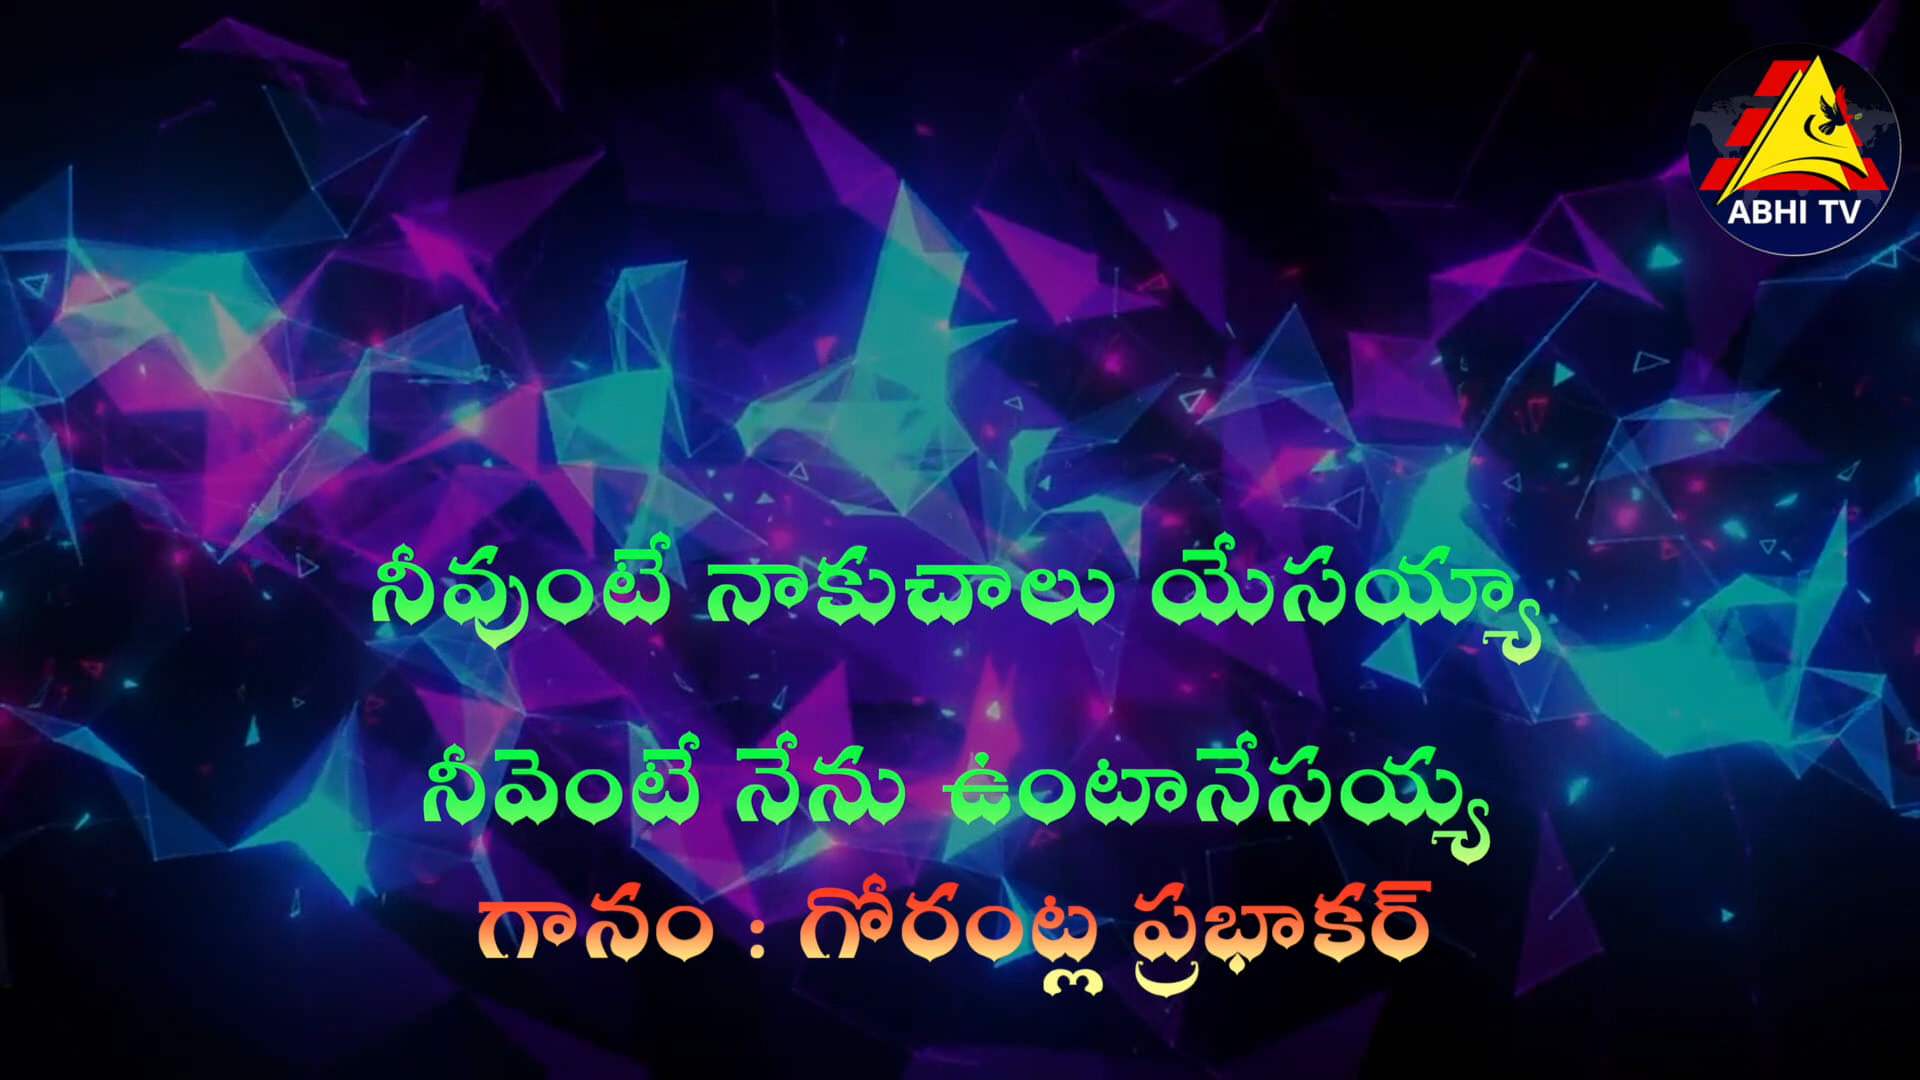 ABHI TV
నీవుంటే నాకుచాలు యేసయ్యా
నీవెంటే నేను ఉంటానేసయ్య
గానం : గోరంట్ల ప్రభాకర్